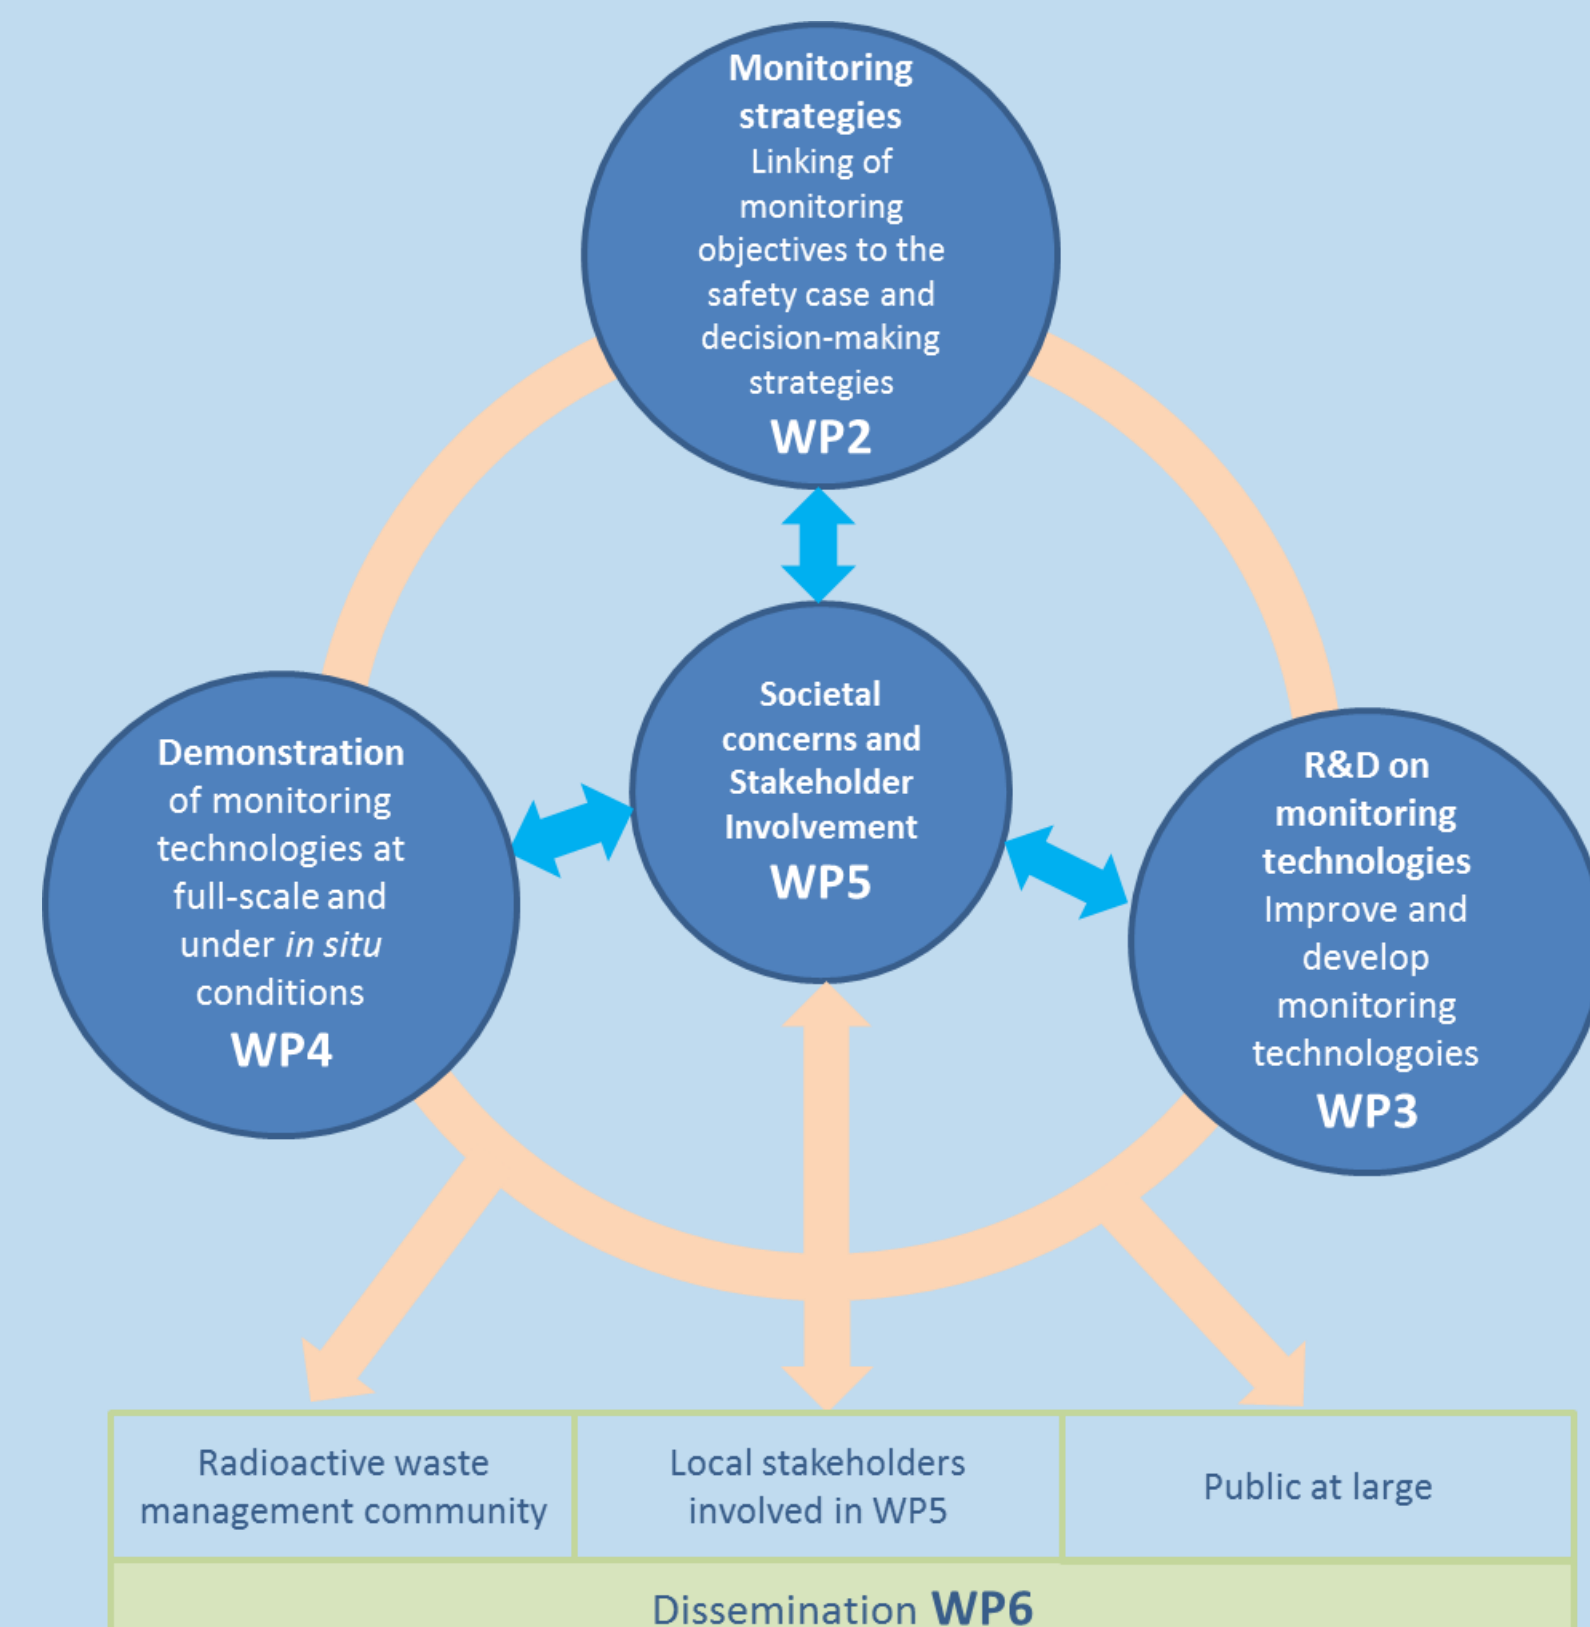 Monitoring
strategies
Linking of
monitoring
objectives to the
safety case and
decision-making
strategies
WP2
Societal
concerns and
Stakeholder
Involvement
WP5
Demonstration
of monitoring
technologies at
full-scale and
under in situ
conditions
WP4
R&D on
monitoring
technologies
Improve and
develop
monitoring
technologoies
WP3
Radioactive waste
management community
Local stakeholders
involved in WP5
Public at large
Dissemination WP6